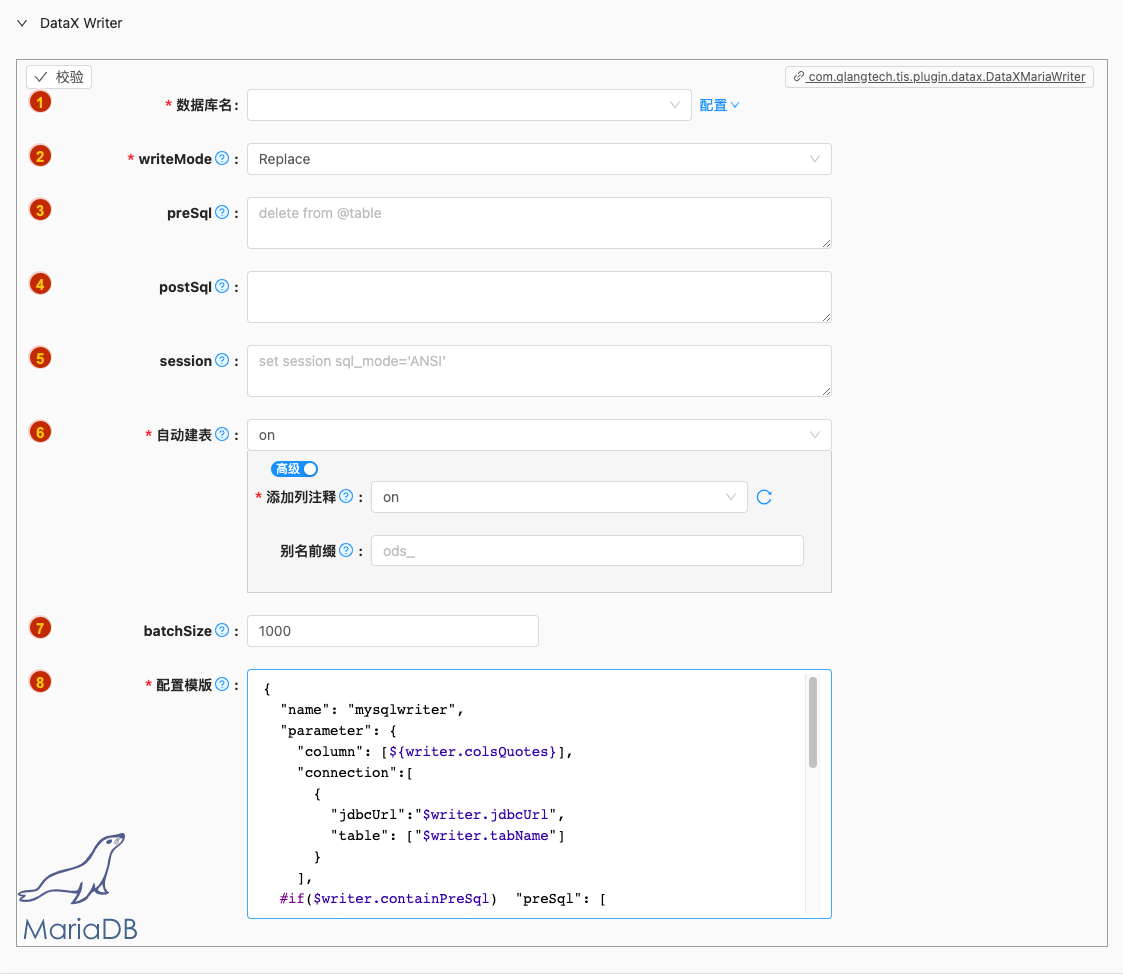 DataX Writer
校验
com.qlangtech.tis.plugin.datax.DataXMariaWriter
1
* 数据库名:
配置
2
* writeMode ? :
Replace
3
preSql ? :
delete from @table
4
postSql ? :
5
session ? :
set session sql_mode='ANSI'
6
* 自动建表 ? :
on
高级
* 添加列注释 ? :
on
别名前缀 ? :
ods_
7
batchSize ? :
1000
8
* 配置模版 ? :
{
"name": "mysqlwriter",
"parameter": {
"column": [${writer.colsQuotes}],
"connection":[
{
"jdbcUrl":"$writer.jdbcUrl",
"table": ["$writer.tabName"]
}
],
#if($writer.containPreSql)  "preSql": [
MariaDB